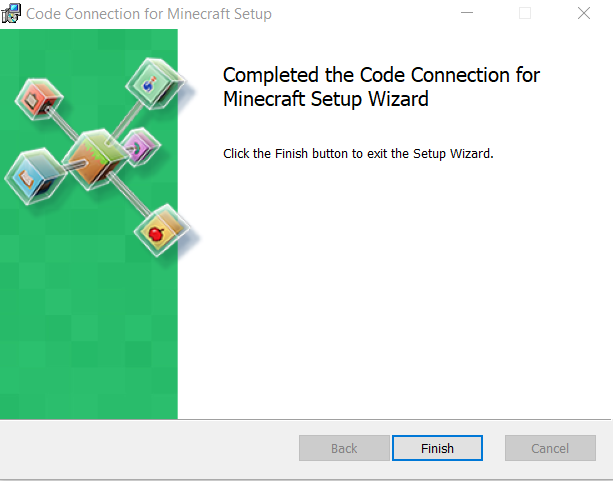 Code Connection for Minecraft Setup
Completed the Code Connection for
Minecraft Setup Wizard
Click the Finish button to exit the Setup Wizard.
Back
Finish
Cancel